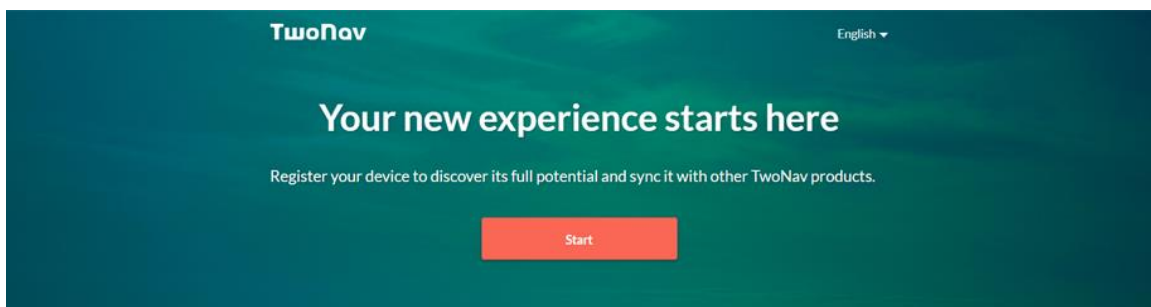 TwoNav
English
Your new experience starts here
Register your device to discover its full potential and sync it with other TwoNav products.
Start